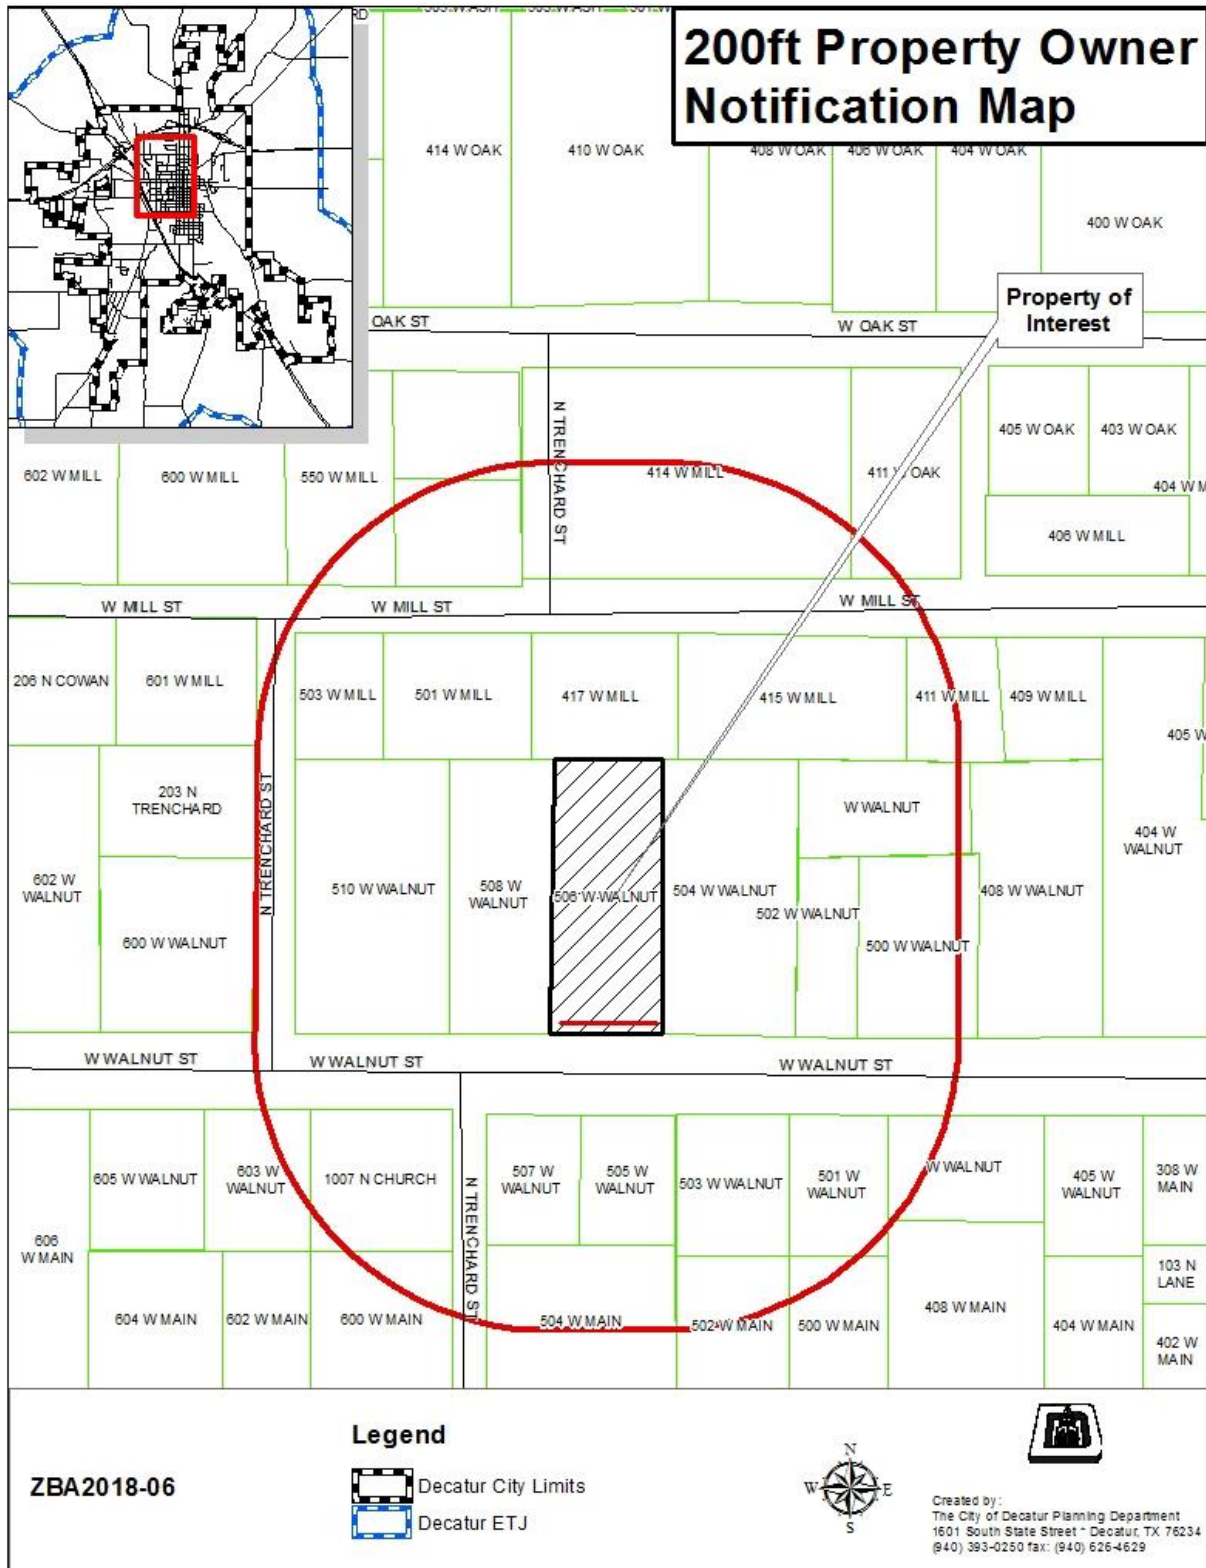 200ft Property Owner
Notification Map
414 W OAK
410 W OAK
408 W OAK
406 W OAK
404 W OAK
400 W OAK
Property of
Interest
OAK ST
W OAK ST
N TRENCHARD ST
602 W MILL
600 W MILL
550 W MILL
414 W MILL
411 W OAK
405 W OAK
403 W OAK
404 W M
406 W MILL
W MILL ST
W MILL ST
W MILL ST
206 N COWAN
601 W MILL
503 W MILL
501 W MILL
417 W MILL
415 W MILL
411 W MILL
409 W MILL
405 W
203 N
TRENCHARD
N TRENCHARD ST
W WALNUT
404 W
WALNUT
602 W
WALNUT
510 W WALNUT
508 W
WALNUT
506 W WALNUT
504 W WALNUT
502 W WALNUT
408 W WALNUT
600 W WALNUT
500 W WALNUT
W WALNUT ST
W WALNUT ST
W WALNUT ST
605 W WALNUT
603 W
WALNUT
1007 N CHURCH
N TRENCHARD ST
507 W
WALNUT
505 W
WALNUT
503 W WALNUT
501 W
WALNUT
W WALNUT
405 W
WALNUT
308 W
MAIN
606
W MAIN
103 N
LANE
604 W MAIN
602 W MAIN
600 W MAIN
504 W MAIN
502 W MAIN
500 W MAIN
408 W MAIN
404 W MAIN
402 W
MAIN
ZBA2018-06
Legend
Decatur City Limits
Decatur ETJ
N
W
E
S
Created by:
The City of Decatur Planning Department
1601 South State Street * Decatur, TX 76234
(940) 393-0250 fax: (940) 626-4629